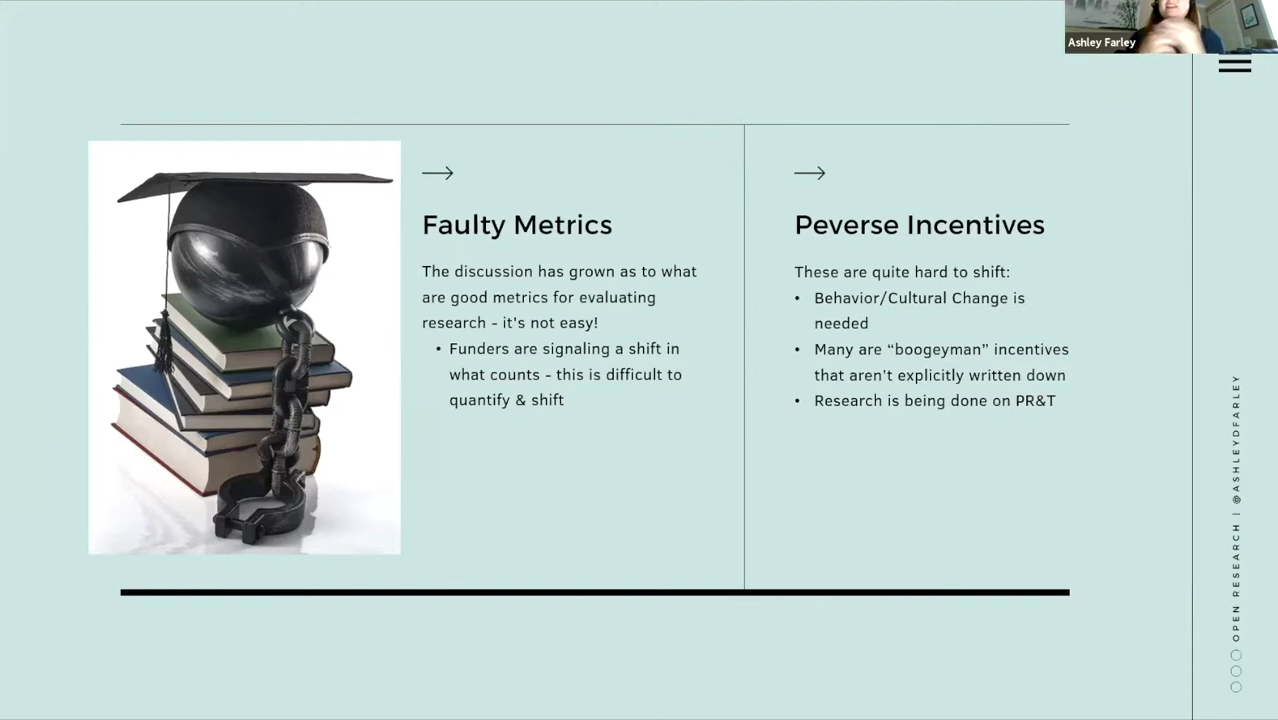 Ashley Farley
Faulty Metrics
The discussion has grown as to what
are good metrics for evaluating
research - it's not easy!
• Funders are signaling a shift in
what counts - this is difficult to
quantify & shift
Peverse Incentives
These are quite hard to shift:
• Behavior/Cultural Change is
needed
• Many are “boogeyman” incentives
that aren't explicitly written down
• Research is being done on PR&T
OPEN RESEARCH | @ASHLEYDFARLEY